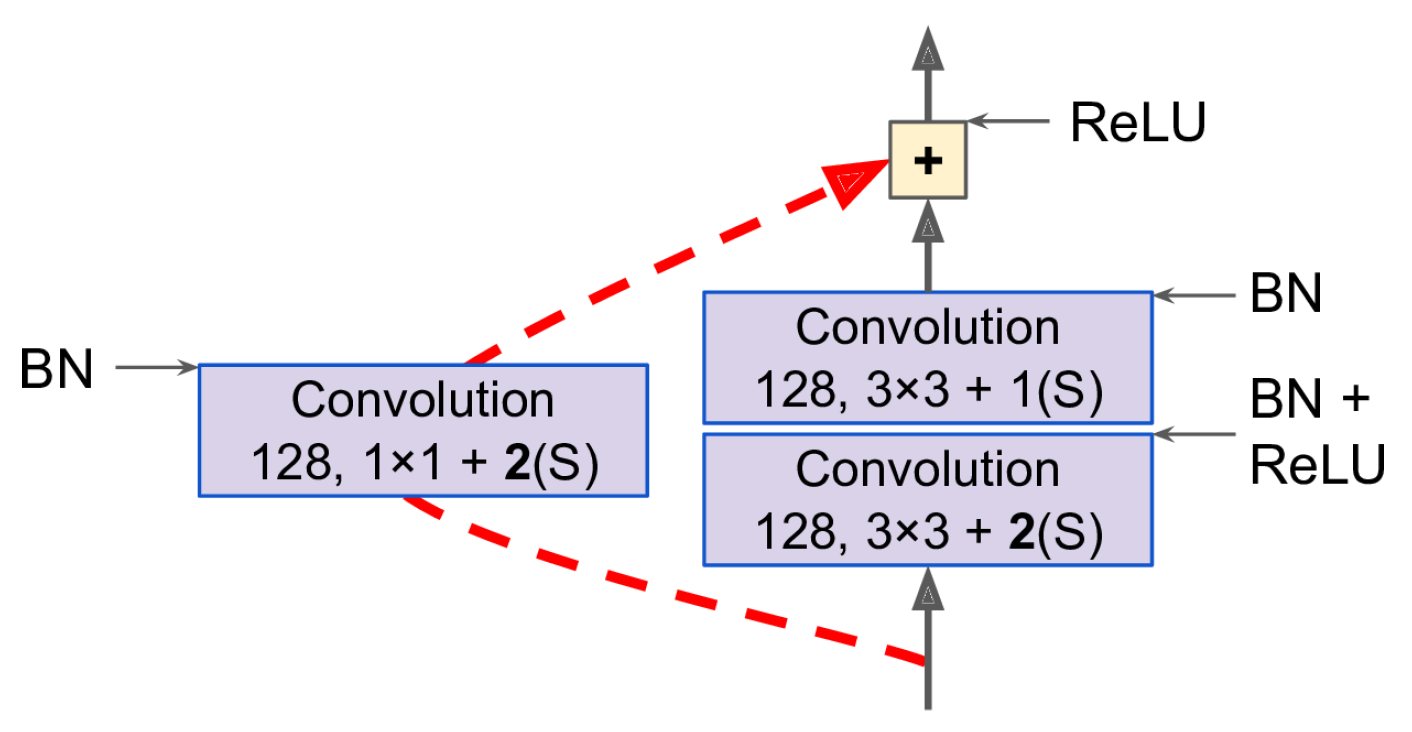 ReLU
+
BN
Convolution
128, 3×3 + 1(S)
BN
Convolution
128, 1×1 + 2(S)
BN +
ReLU
Convolution
128, 3×3 + 2(S)